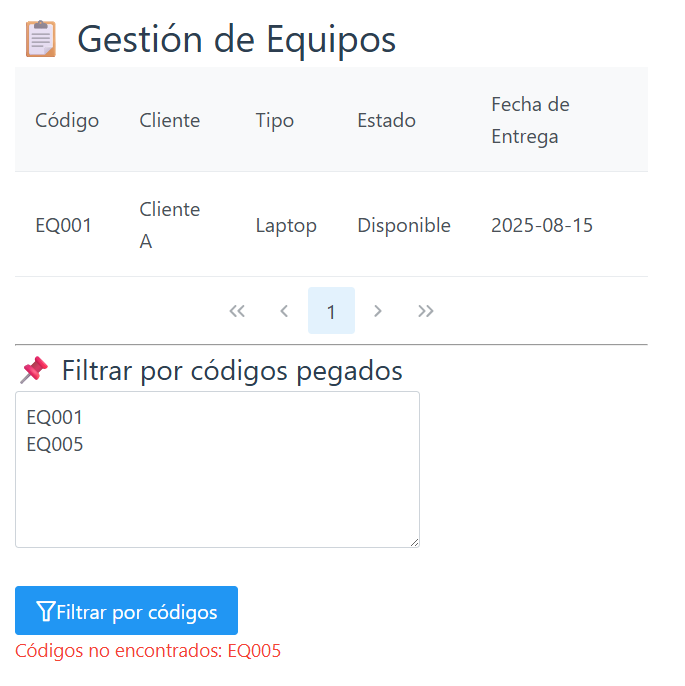 Gestión de Equipos
Código Cliente Tipo Estado Fecha de
Entrega
EQ001 Cliente
A Laptop Disponible 2025-08-15
1
Filtrar por códigos pegados
EQ001
EQ005
Filtrar por códigos
Códigos no encontrados: EQ005